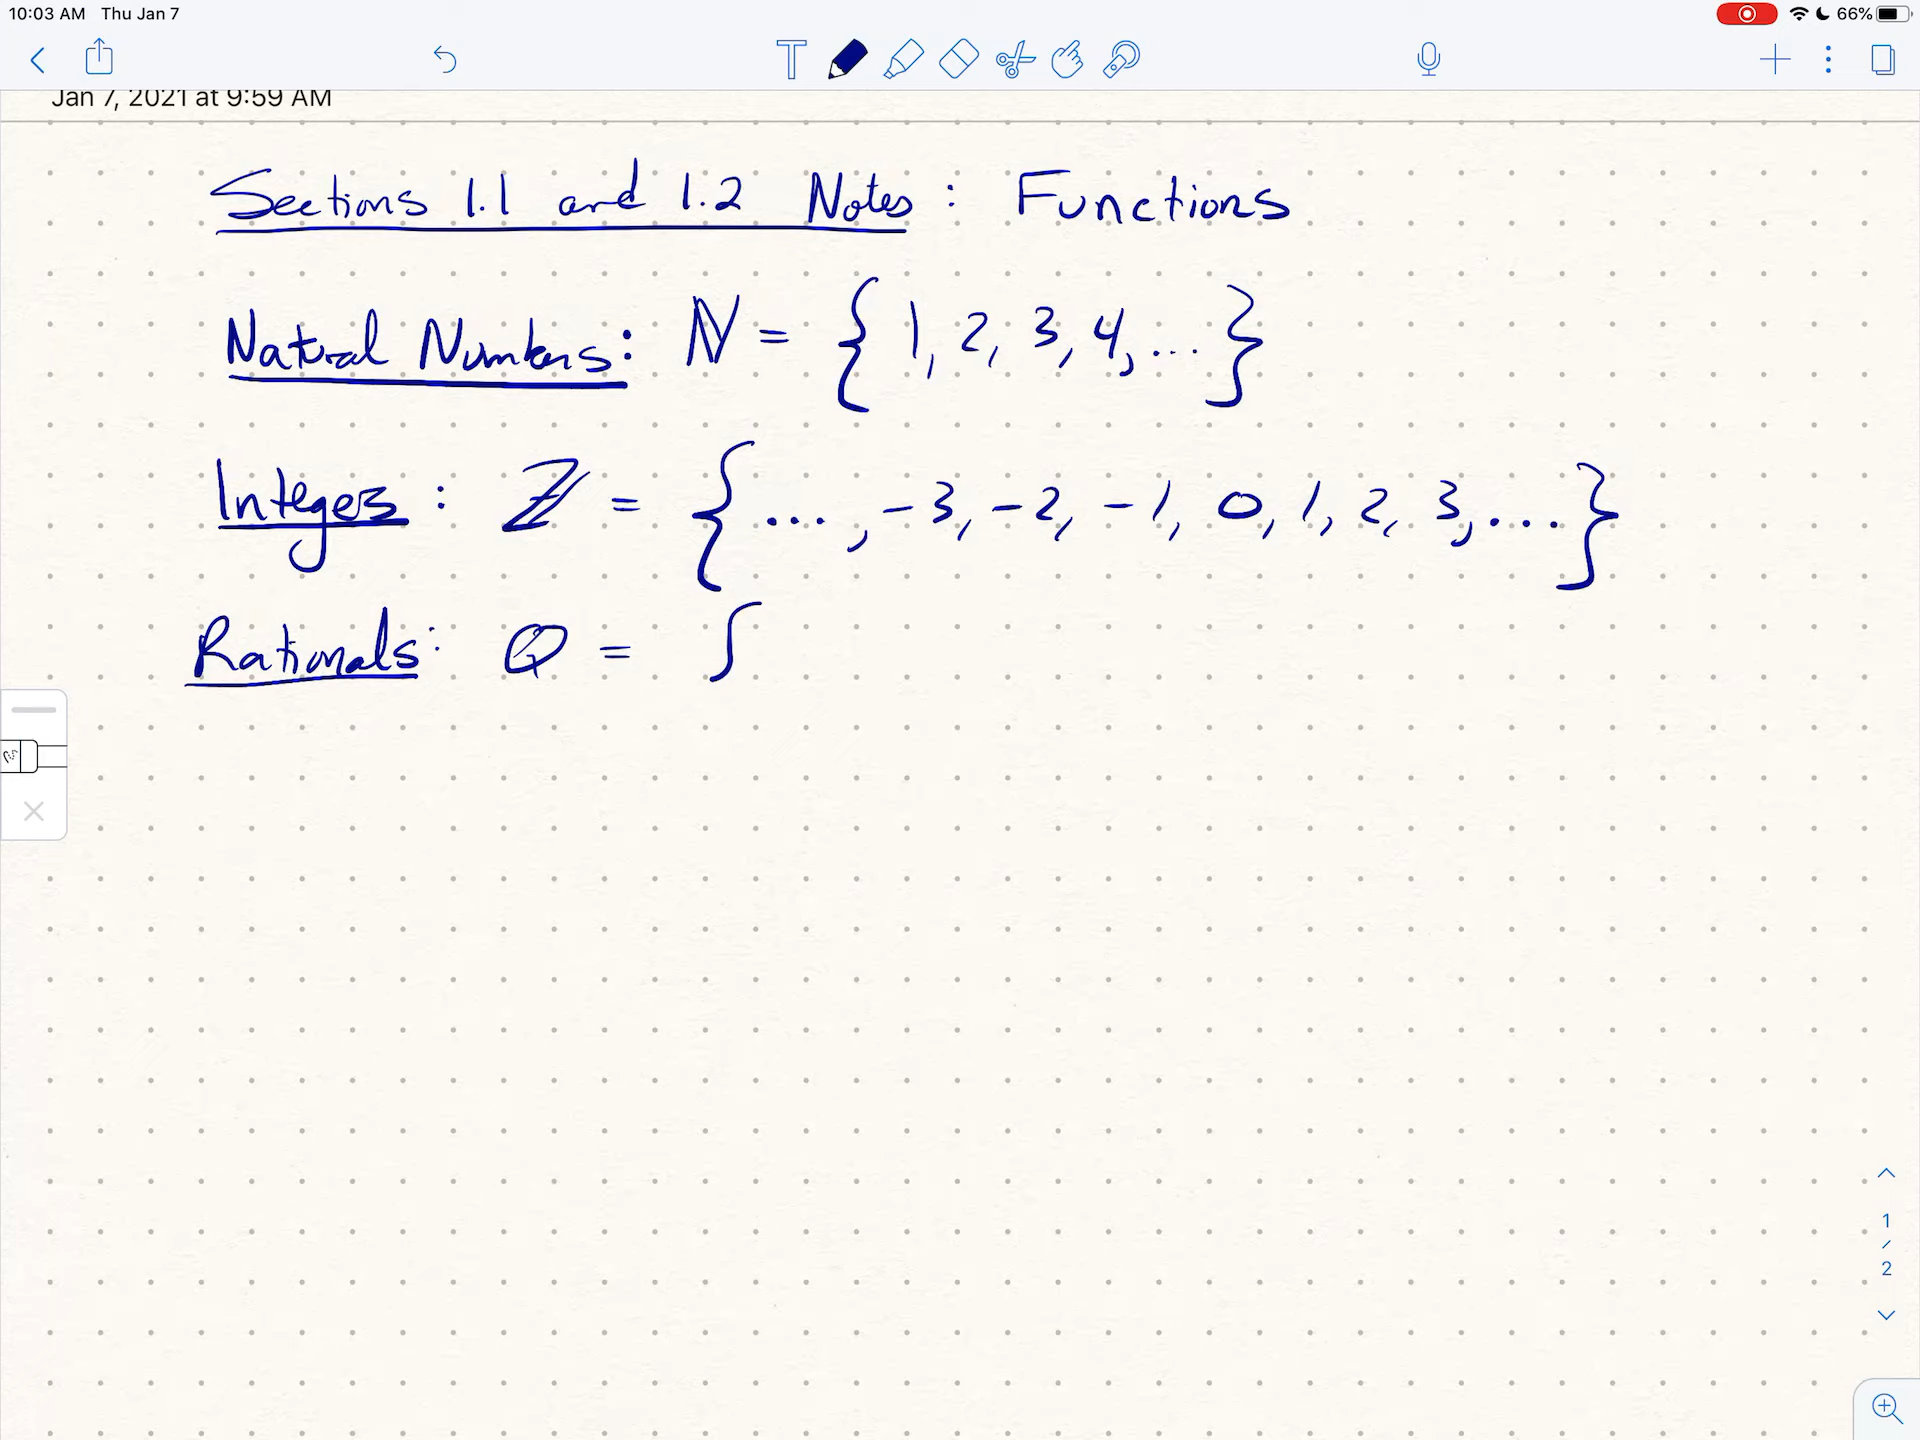 10:03 AM Thu Jan 7 66%
T
Jan 7, 2021 at 9:59 AM
Sections 1.1 and 1.2 Notes : Functions
Natural Numbers: ℕ = { 1, 2, 3, 4, ... }
Integers : ℤ = { ... , -3, -2, -1, 0, 1, 2, 3, ... }
Rationals: ℚ =
1
/
2